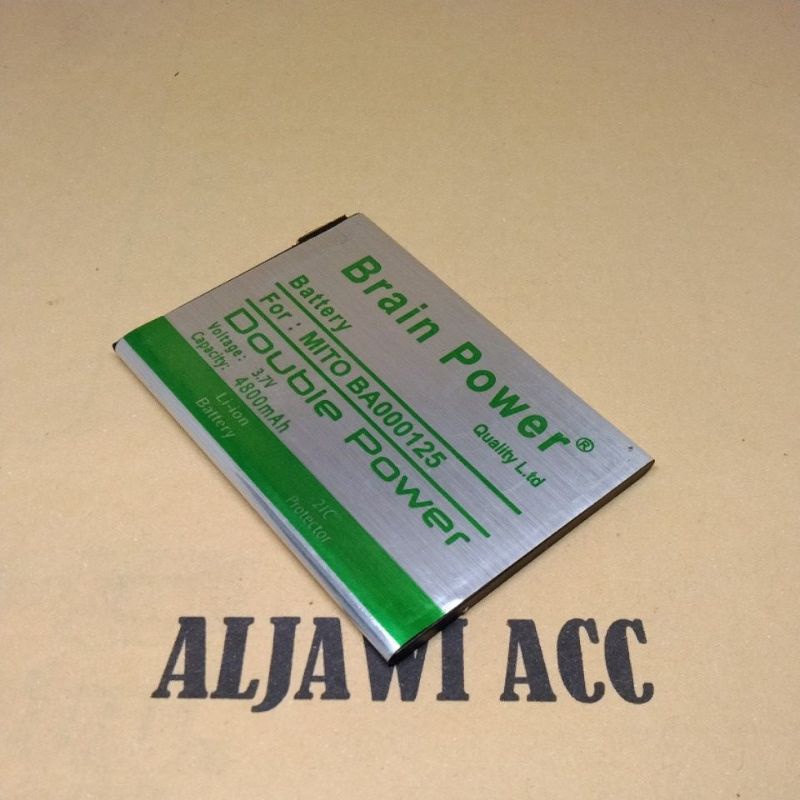 Brain Power®
Quality L.td
Battery
For : MITO BA000125
Double Power
Voltage : 3.7V
Capacity: 4800mAh
Li-ion
Battery
2IC
Protector
ALJAWI ACC